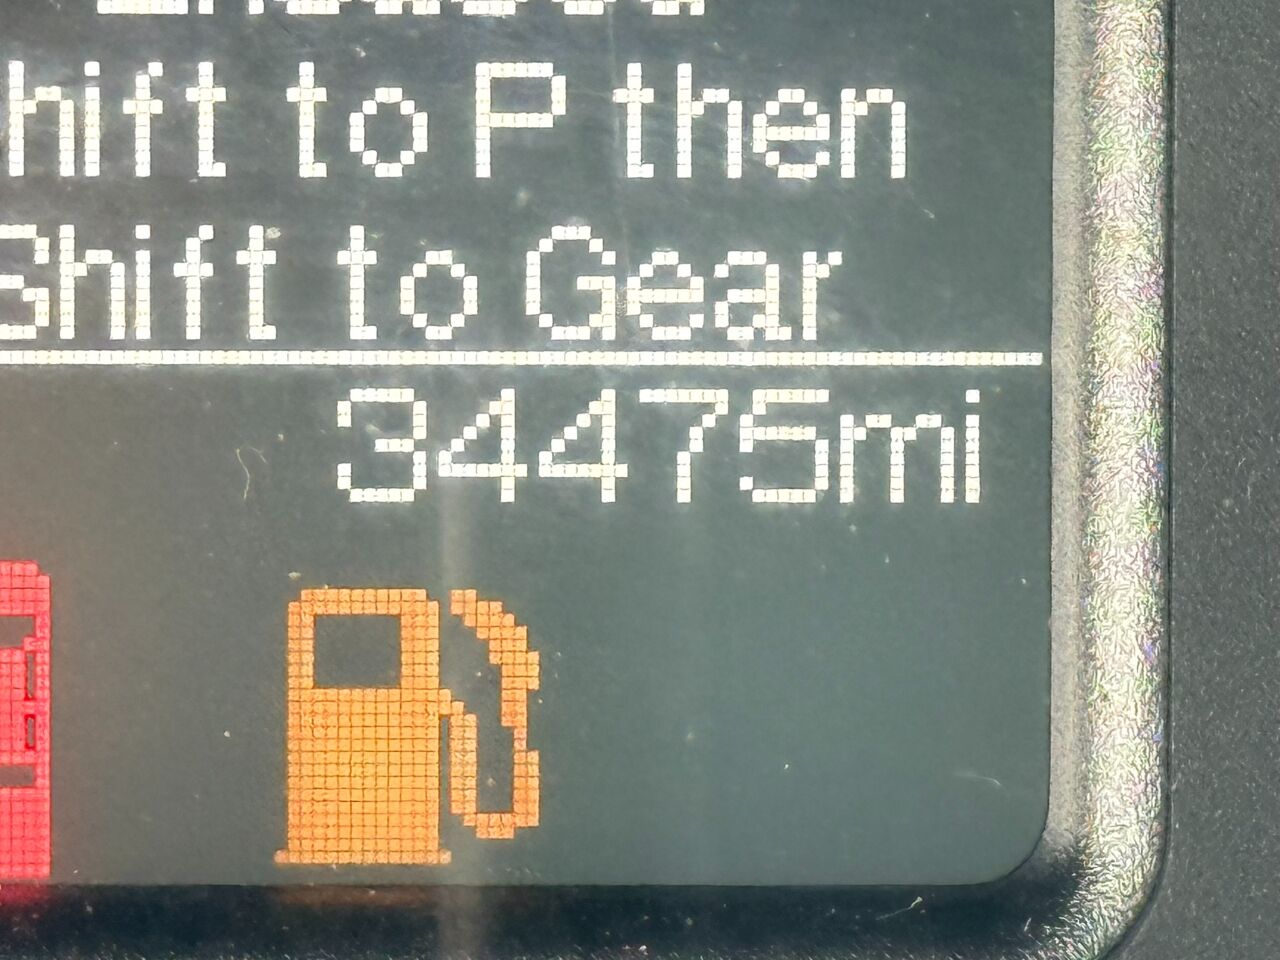 hift to P then
Shift to Gear
34475mi